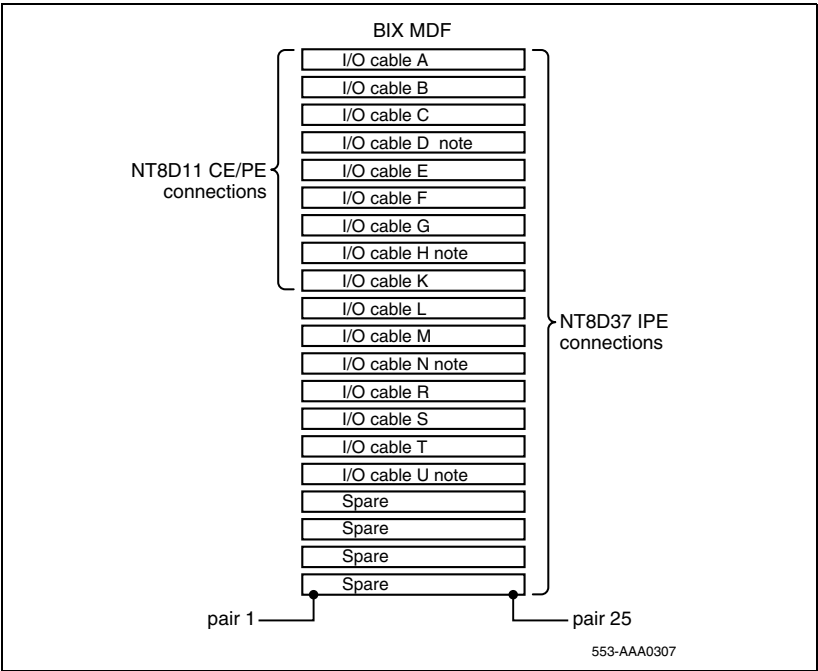 BIX MDF
I/O cable A
I/O cable B
I/O cable C
I/O cable D note
I/O cable E
I/O cable F
I/O cable G
I/O cable H note
I/O cable K
I/O cable L
I/O cable M
I/O cable N note
I/O cable R
I/O cable S
I/O cable T
I/O cable U note
Spare
Spare
Spare
Spare
NT8D11 CE/PE
connections
NT8D37 IPE
connections
pair 1
pair 25
553-AAA0307